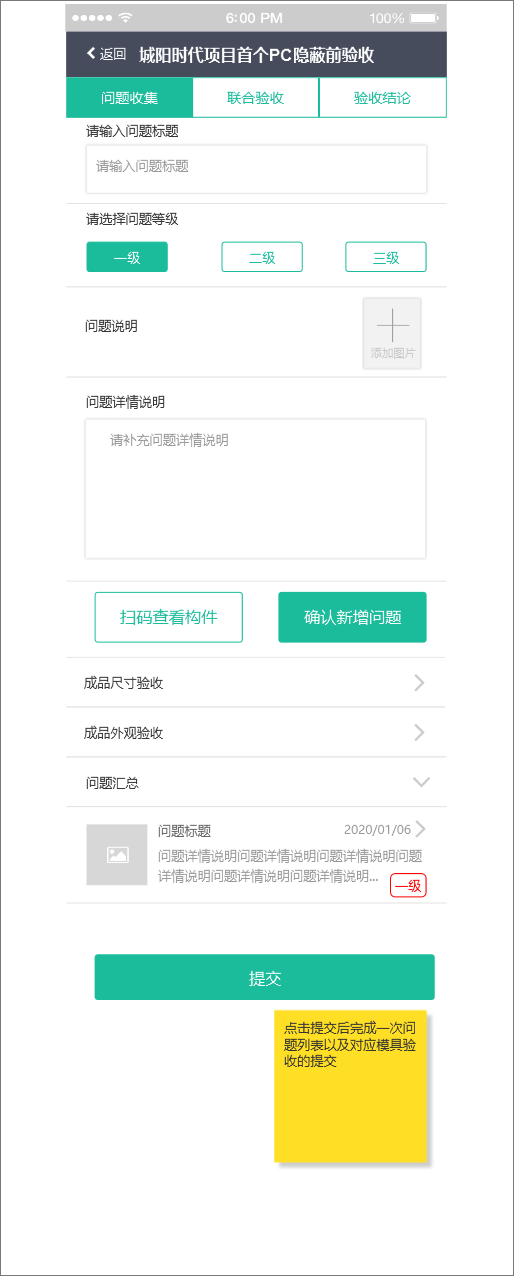 6:00 PM 100%
返回 城阳时代项目首个PC隐蔽前验收
问题收集 联合验收 验收结论
请输入问题标题
请输入问题标题
请选择问题等级
一级 二级 三级
问题说明
添加图片
问题详情说明
请补充问题详情说明
扫码查看构件 确认新增问题
成品尺寸验收
成品外观验收
问题汇总
问题标题 2020/01/06
问题详情说明问题详情说明问题详情说明问题
详情说明问题详情说明问题详情说明...
一级
提交
点击提交后完成一次问
题列表以及对应模具验
收的提交